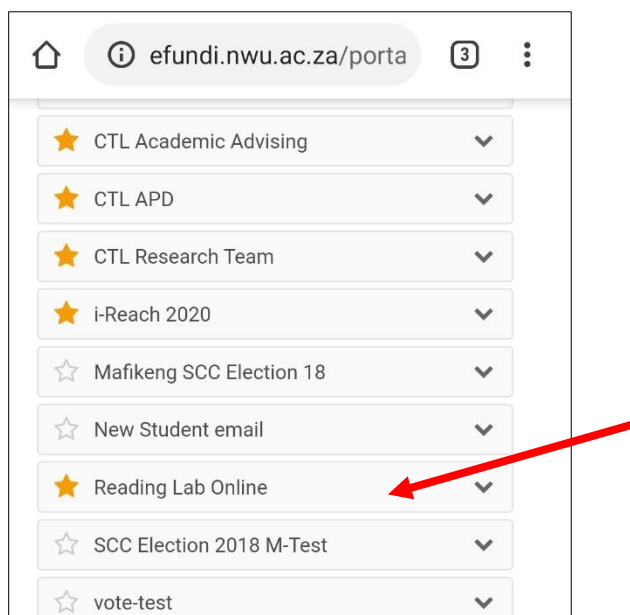 efundi.nwu.ac.za/porta 3
CTL Academic Advising
CTL APD
CTL Research Team
i-Reach 2020
Mafikeng SCC Election 18
New Student email
Reading Lab Online
SCC Election 2018 M-Test
vote-test